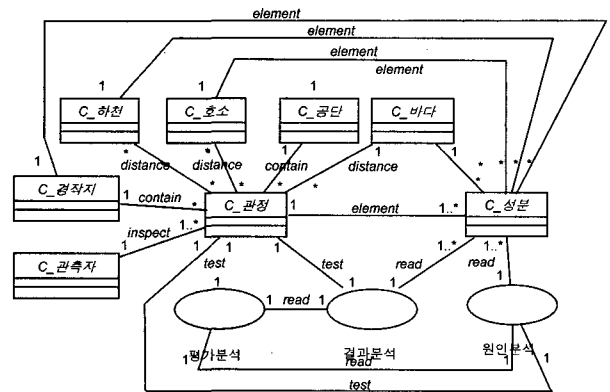 element
element
element
element
1 1 1
C_하천 C_호소 C_공단 C_바다
* * 1 1 1
distance distance contain distance
* * * *
1
C_경작지 1 contain * * * * * *
C_관정 1 element 1..* C_성분
inspect 1..*
1 1 1 1 1..* 1..*
C_관측자
test test read read
1 1 1
1 read 1
1 평가분석 결과분석 원인분석 1
read
test